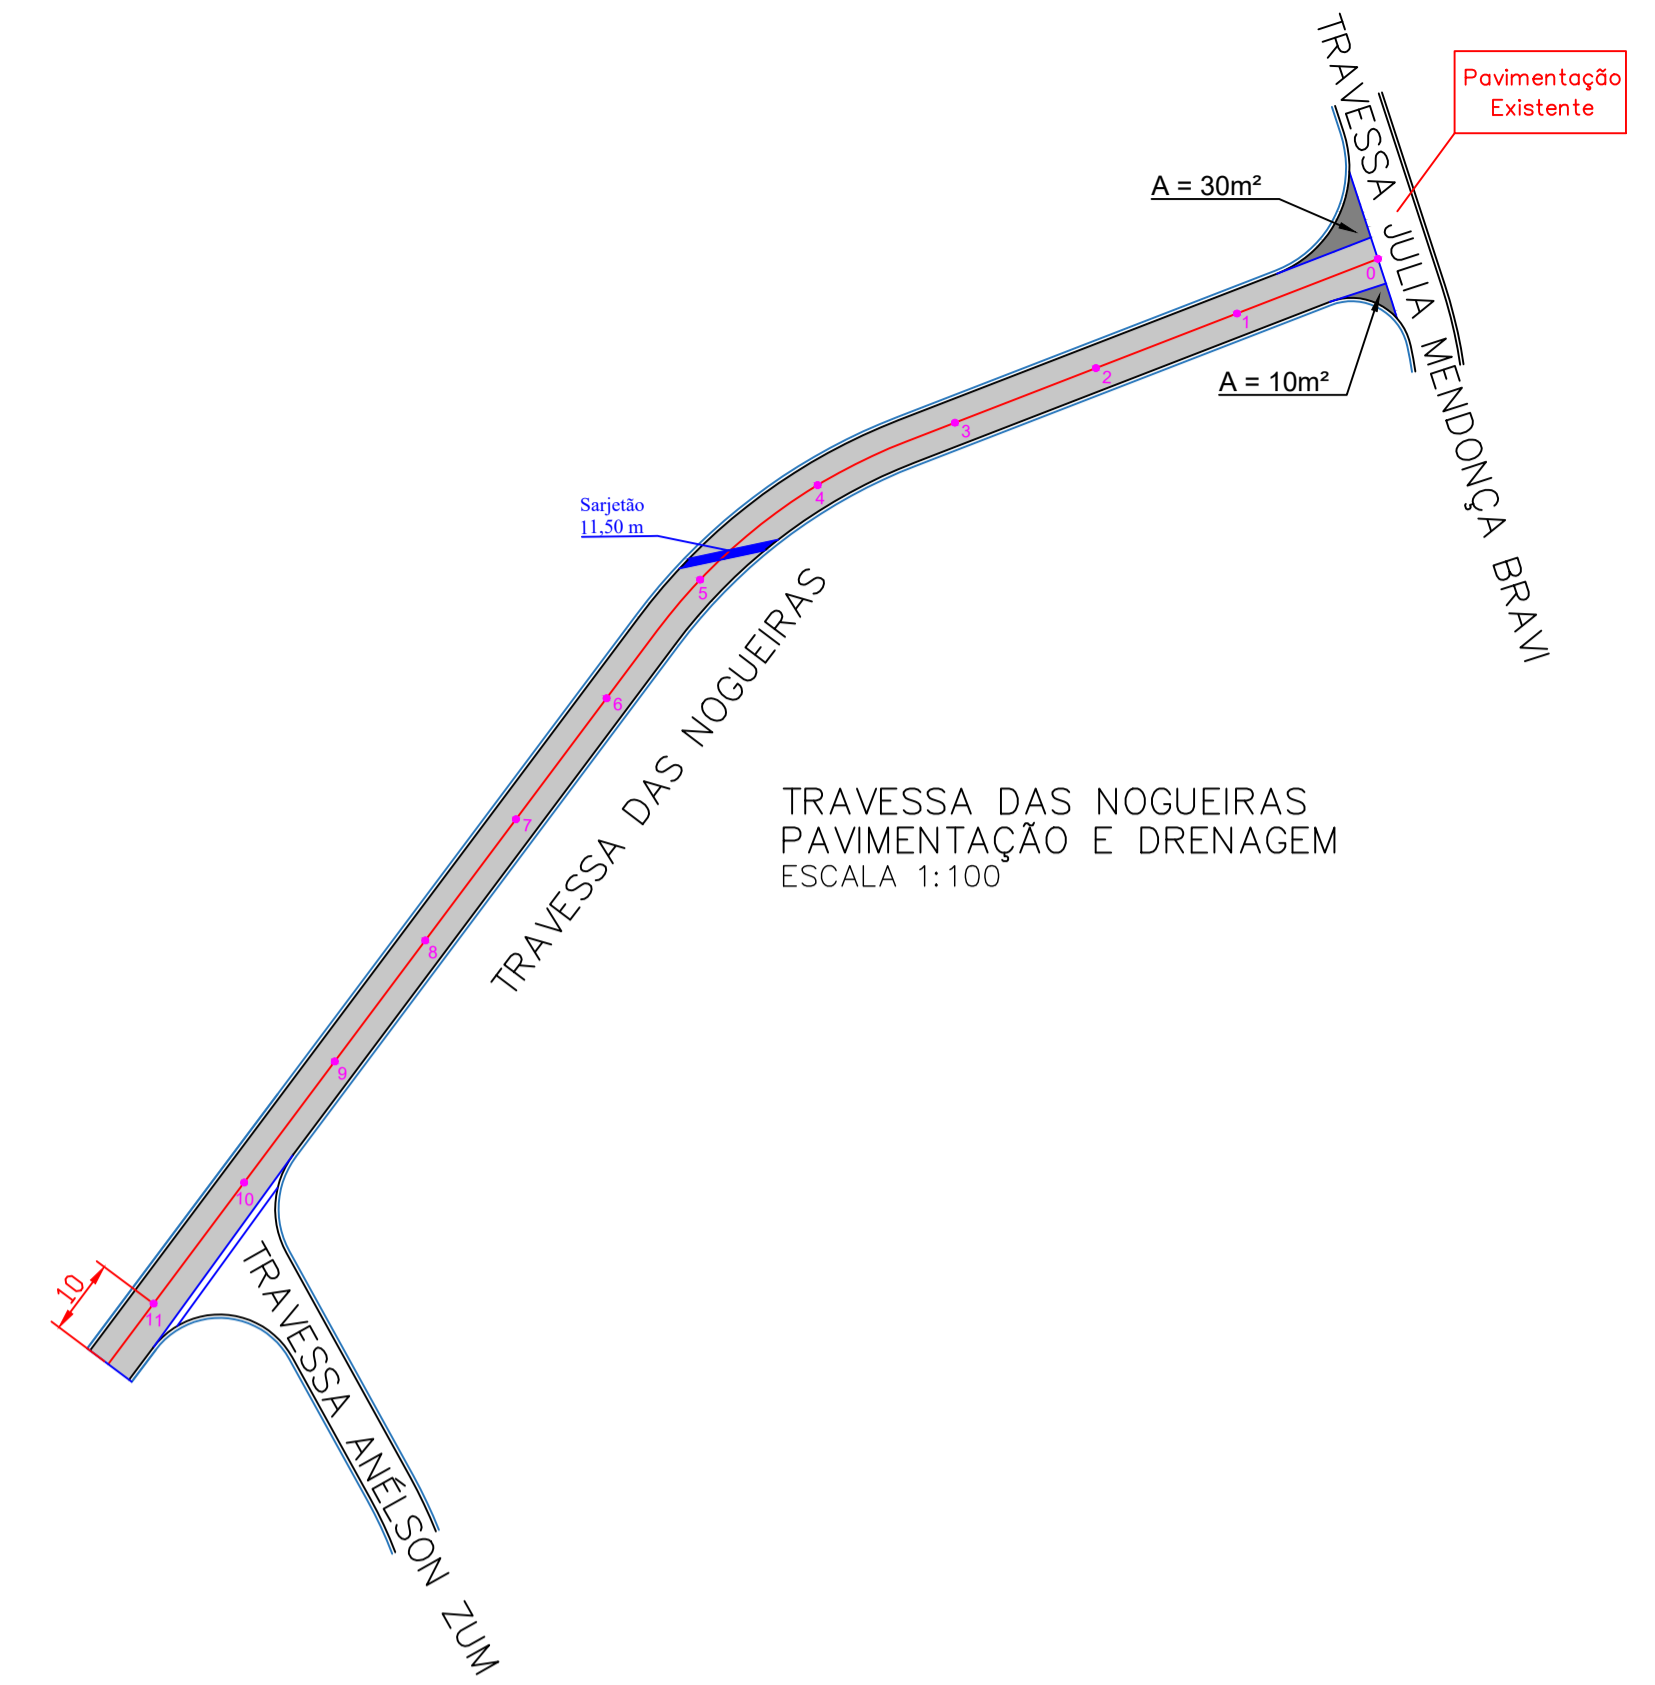 TRAVESSA JULIA MENDONÇA BRAVI
Pavimentação
Existente
A = 30m²
0
1
A = 10m²
2
3
4
Sarjetão
11,50 m
5
TRAVESSA DAS NOGUEIRAS
6
7
TRAVESSA DAS NOGUEIRAS
PAVIMENTAÇÃO E DRENAGEM
ESCALA 1:100
8
9
10
10
11
TRAVESSA ANÉLSON ZUM